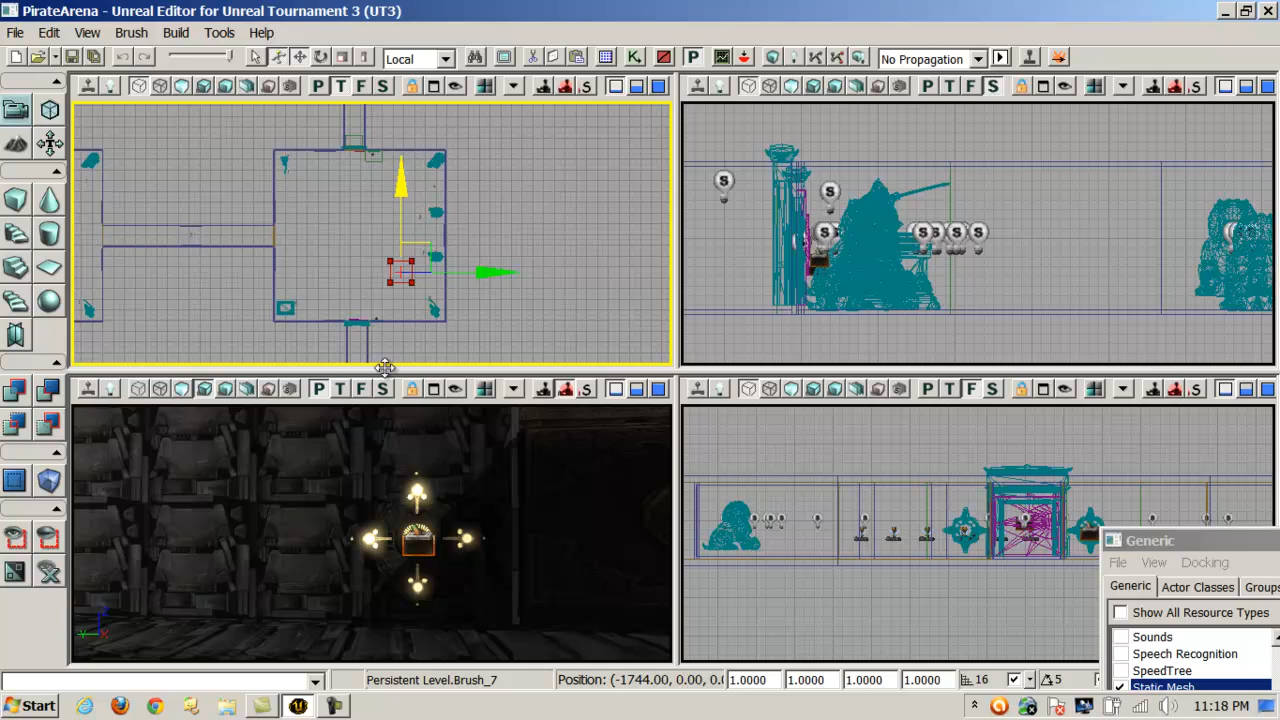 PirateArena - Unreal Editor for Unreal Tournament 3 (UT3)
File Edit View Brush Build Tools Help
Local
P
No Propagation
P T F S S
P T F S S
S
S
S S S S S
P T F S S
P T F S S
Generic
File View Docking
Generic Actor Classes Groups
Show All Resource Types
Sounds
Speech Recognition
SpeedTree
Static Mesh
Z
Y X
Persistent Level.Brush_7 Position: (-1744.00, 0.00, 0. 1.0000 1.0000 1.0000 1.0000 16 5
Start 11:18 PM